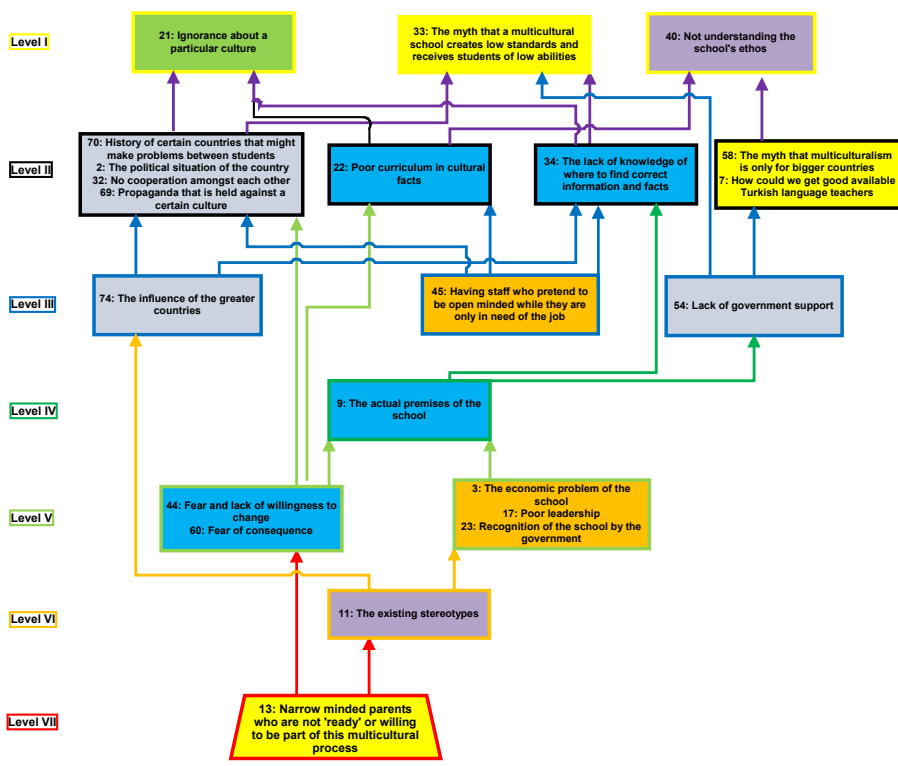 Level I
21: Ignorance about a
particular culture
33: The myth that a multicultural
school creates low standards and
receives students of low abilities
40: Not understanding the
school's ethos
Level II
70: History of certain countries that might
make problems between students
2: The political situation of the country
32: No cooperation amongst each other
69: Propaganda that is held against a
certain culture
22: Poor curriculum in cultural
facts
34: The lack of knowledge of
where to find correct
information and facts
58: The myth that multiculturalism
is only for bigger countries
7: How could we get good available
Turkish language teachers
Level III
74: The influence of the greater
countries
45: Having staff who pretend to
be open minded while they are
only in need of the job
54: Lack of government support
Level IV
9: The actual premises of the
school
Level V
44: Fear and lack of willingness to
change
60: Fear of consequence
3: The economic problem of the
school
17: Poor leadership
23: Recognition of the school by the
government
Level VI
11: The existing stereotypes
Level VII
13: Narrow minded parents
who are not 'ready' or willing
to be part of this multicultural
process